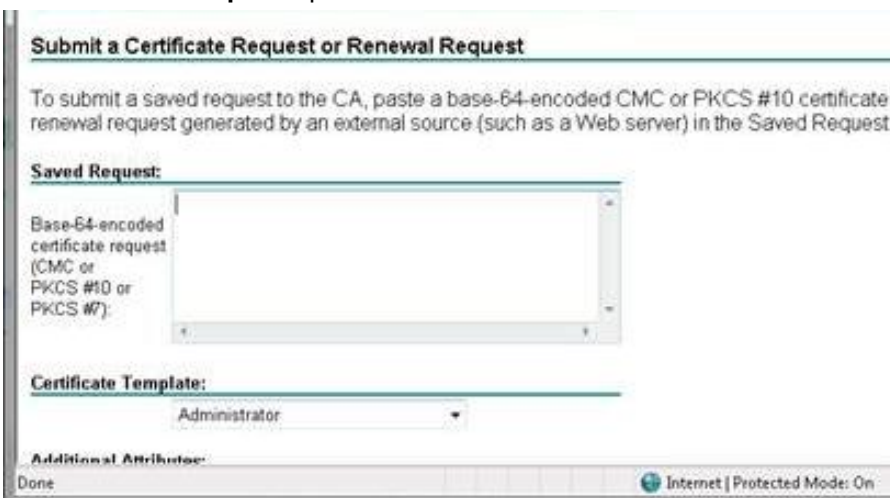 Submit a Certificate Request or Renewal Request
To submit a saved request to the CA, paste a base-64-encoded CMC or PKCS #10 certificate
renewal request generated by an external source (such as a Web server) in the Saved Request
Saved Request:
Base-64-encoded
certificate request
(CMC or
PKCS #10 or
PKCS #7):
Certificate Template:
Administrator
Additional Attributes:
Done
Internet | Protected Mode: On